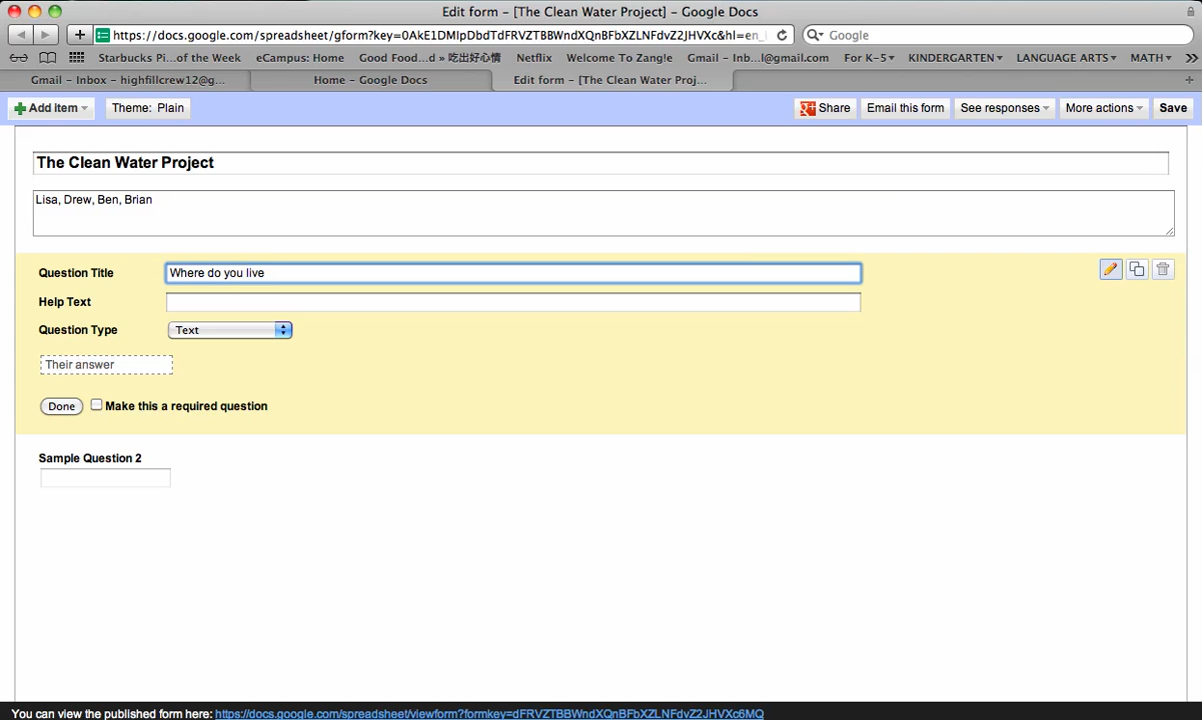 Edit form – [The Clean Water Project] – Google Docs
https://docs.google.com/spreadsheet/gform?key=0AkE1DMIpDbdTdFRVZTBBWndXQnBFbXZLNFdvZ2JHVXc&hl=en_
Google
Starbucks Pi...of the Week eCampus: Home Good Food...d » 吃出好心情 Netflix Welcome To Zangle Gmail – Inb...l@gmail.com For K–5 KINDERGARTEN LANGUAGE ARTS MATH
Gmail – Inbox – highfillcrew12@g... Home – Google Docs Edit form – [The Clean Water Proj...
Add item Theme: Plain Share Email this form See responses More actions Save
The Clean Water Project
Lisa, Drew, Ben, Brian
Question Title Where do you live
Help Text
Question Type Text
Their answer
Done Make this a required question
Sample Question 2
You can view the published form here: https://docs.google.com/spreadsheet/viewform?formkey=dFRVZTBBWndXQnBFbXZLNFdvZ2JHVXc6MQ